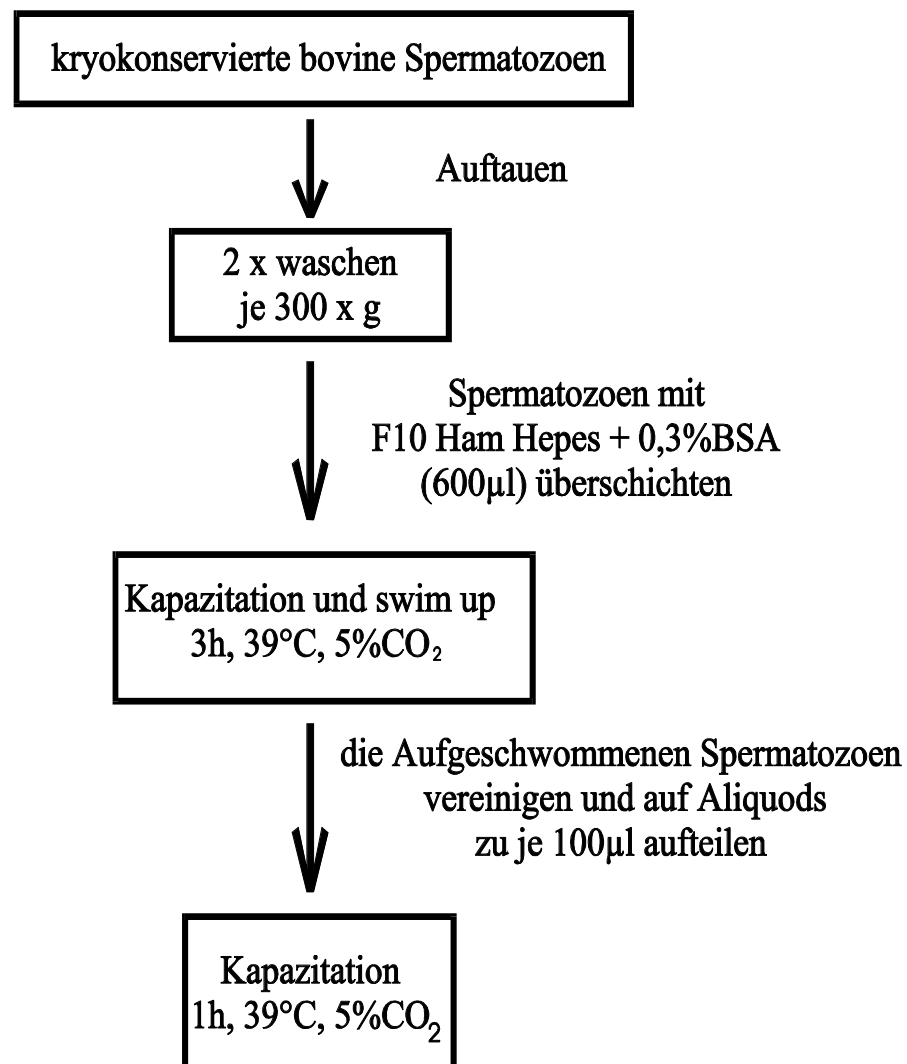 kryokonservierte bovine Spermatozoen
Auftauen
2 x waschen
je 300 x g
Spermatozoen mit
F10 Ham Hepes + 0,3%BSA
(600µl) überschichten
Kapazitation und swim up
3h, 39°C, 5%CO₂
die Aufgeschwommenen Spermatozoen
vereinigen und auf Aliquods
zu je 100µl aufteilen
Kapazitation
1h, 39°C, 5%CO₂